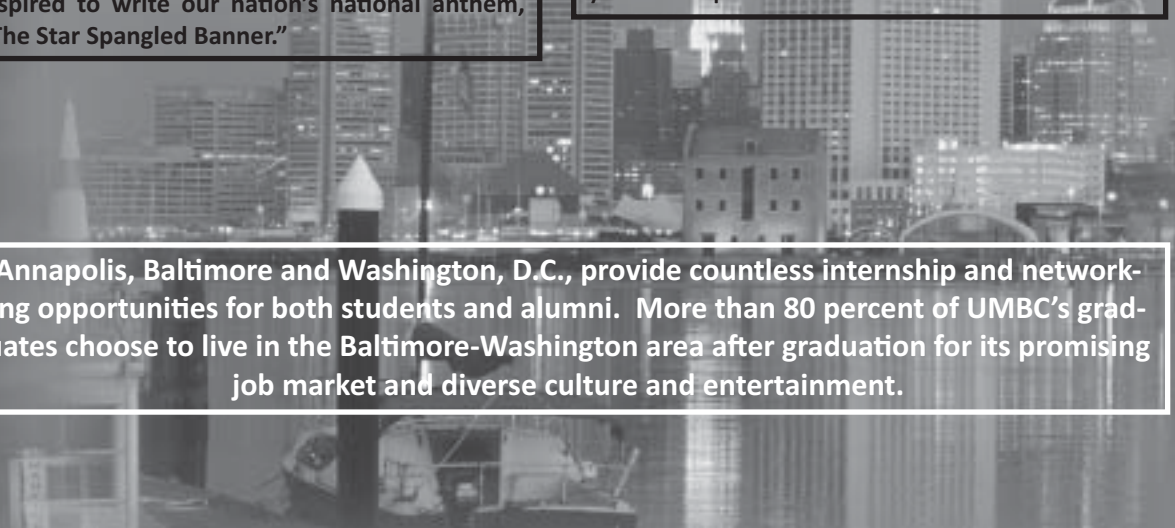 spired to write our nation's national anthem,
The Star Spangled Banner."
Annapolis, Baltimore and Washington, D.C., provide countless internship and network-
ng opportunities for both students and alumni.  More than 80 percent of UMBC's grad-
uates choose to live in the Baltimore-Washington area after graduation for its promising
job market and diverse culture and entertainment.